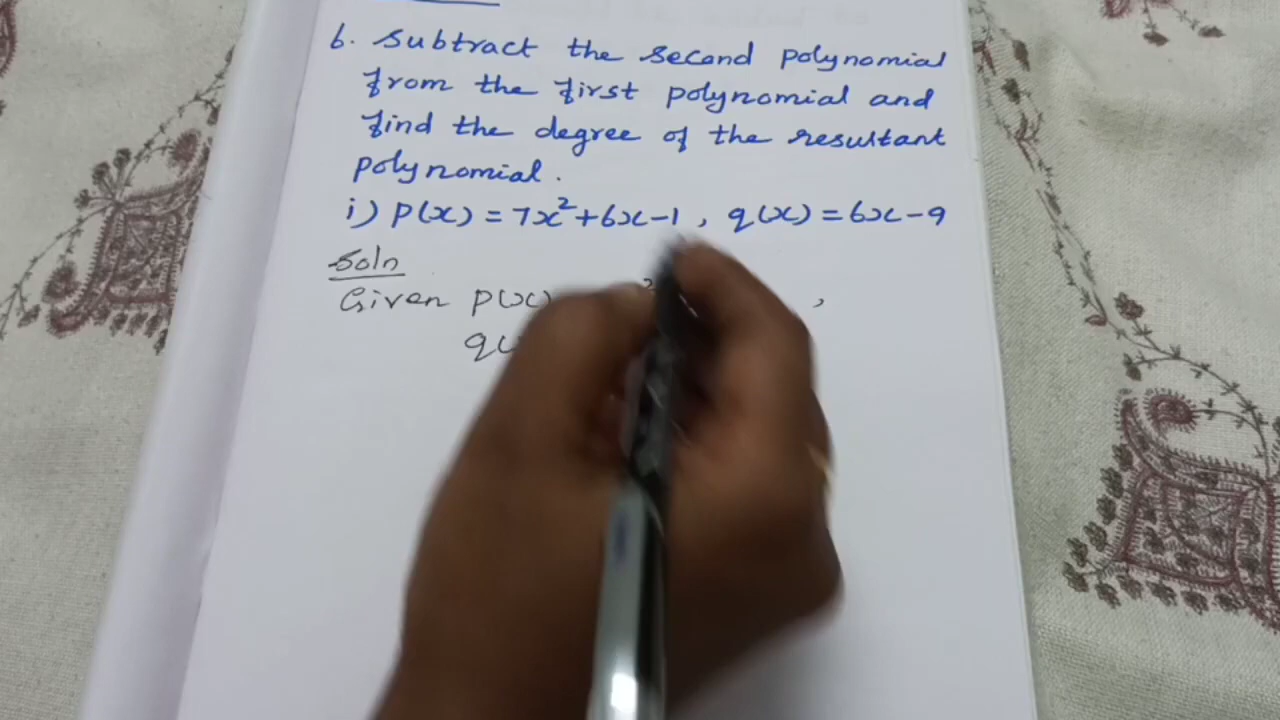 6. Subtract the second polynomial
from the first polynomial and
find the degree of the resultant
polynomial.
i) p(x) = 7x²+6x-1, q(x) = 6x-9
Soln
Given p(x) ² ,
q(